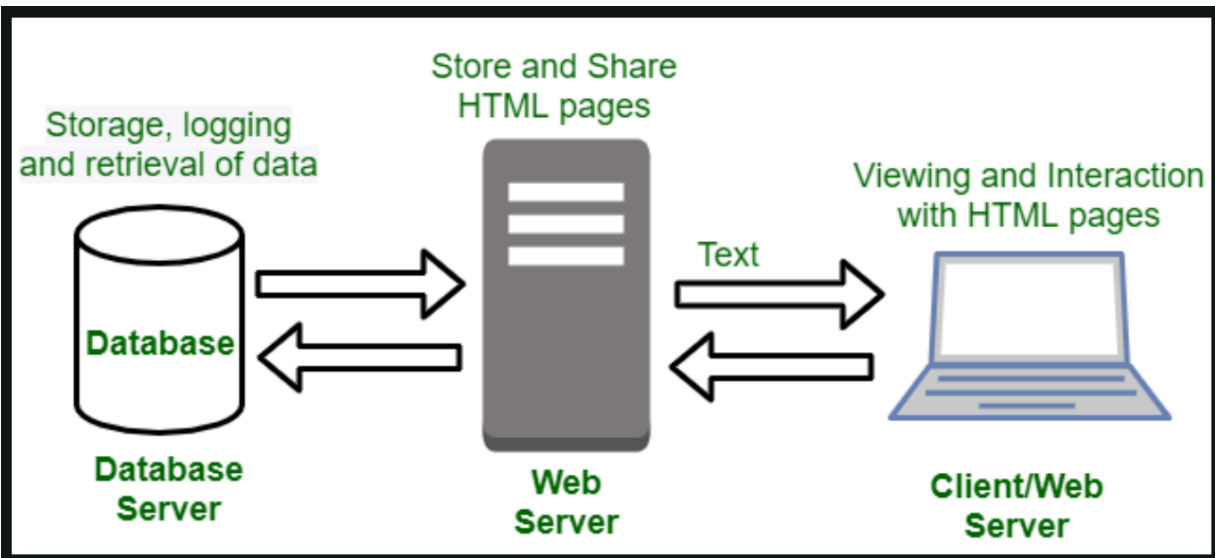 Storage, logging
and retrieval of data
Database
Database
Server
Store and Share
HTML pages
Web
Server
Text
Viewing and Interaction
with HTML pages
Client/Web
Server